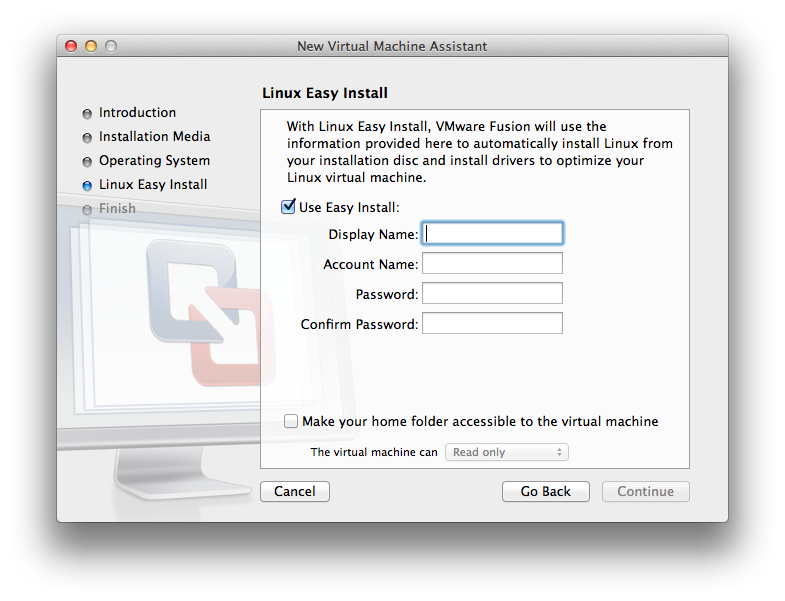 New Virtual Machine Assistant
Introduction
Installation Media
Operating System
Linux Easy Install
Finish
Linux Easy Install
With Linux Easy Install, VMware Fusion will use the
information provided here to automatically install Linux from
your installation disc and install drivers to optimize your
Linux virtual machine.
Use Easy Install:
Display Name:
Account Name:
Password:
Confirm Password:
Make your home folder accessible to the virtual machine
The virtual machine can Read only
Cancel Go Back Continue